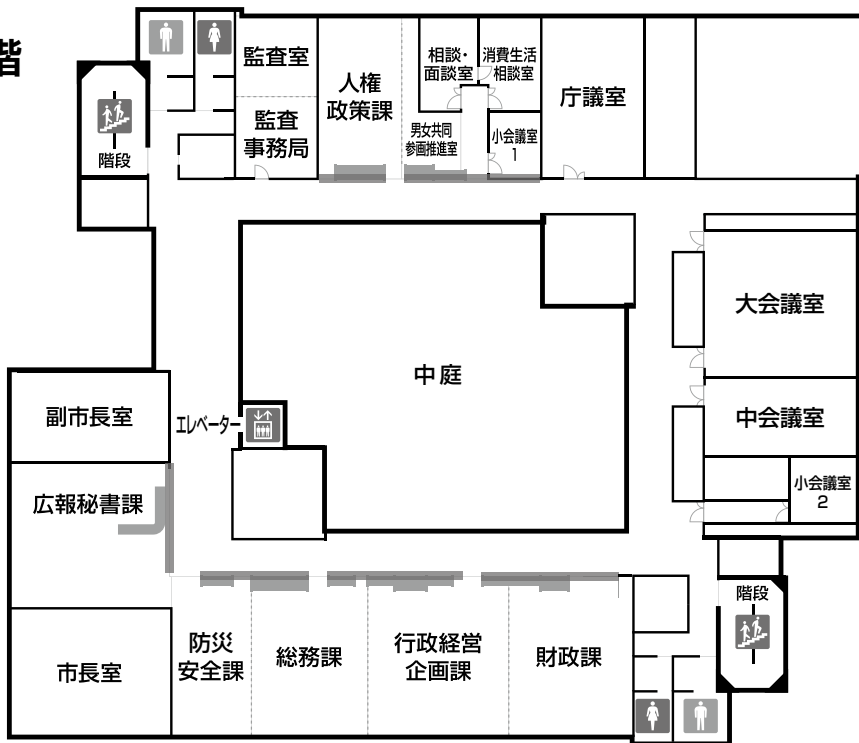 階
監査室
人権
政策課
相談・
面談室
消費生活
相談室
庁議室
階段
監査
事務局
男女共同
参画推進室
小会議室
1
大会議室
中庭
副市長室
エレベーター
中会議室
広報秘書課
小会議室
2
階段
防災
安全課
総務課
行政経営
企画課
財政課
市長室